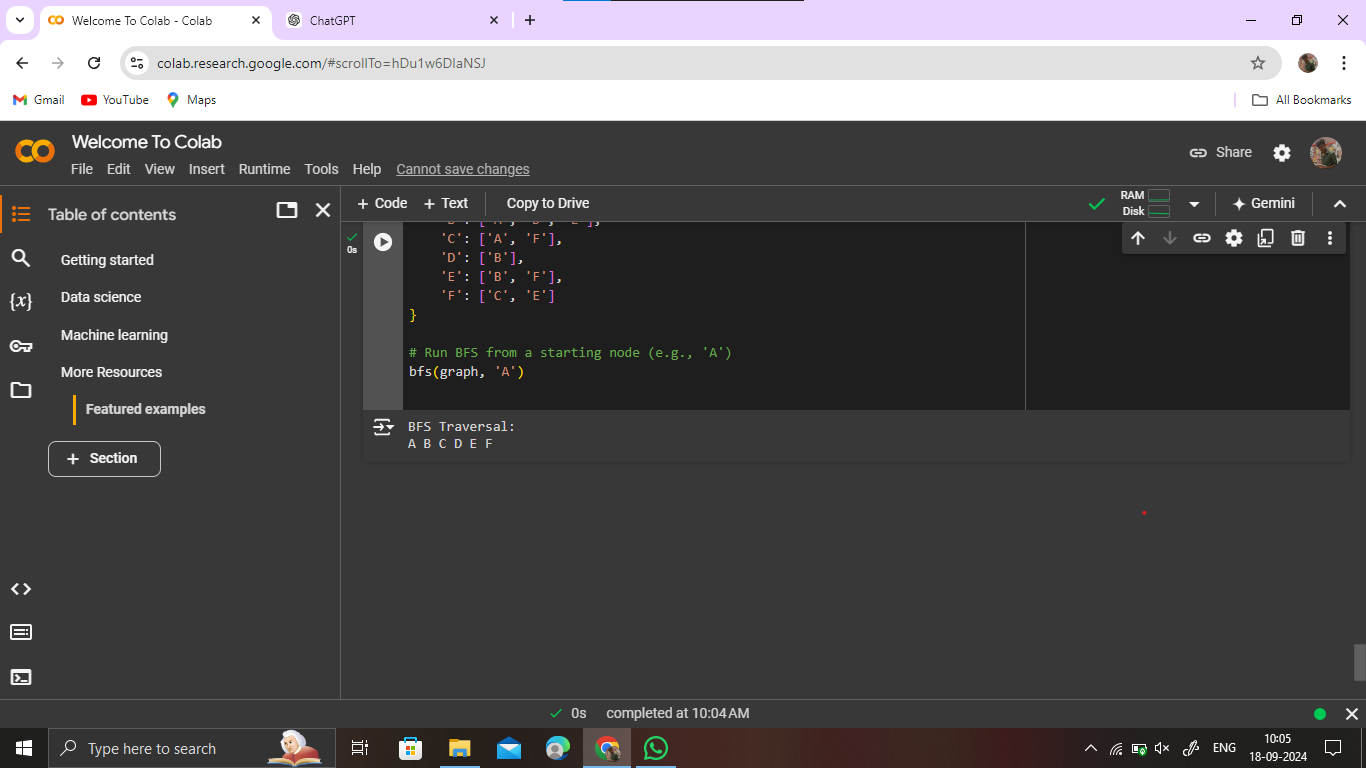 Welcome To Colab - Colab
ChatGPT
colab.research.google.com/#scrollTo=hDu1w6DIaNSJ
Gmail
YouTube
Maps
All Bookmarks
Welcome To Colab
File Edit View Insert Runtime Tools Help Cannot save changes
Share
Table of contents
+ Code + Text Copy to Drive
RAM
Disk
Gemini
Getting started
Data science
Machine learning
More Resources
Featured examples
+ Section
{x}
0s
'C': ['A', 'F'],
'D': ['B'],
'E': ['B', 'F'],
'F': ['C', 'E']
}
# Run BFS from a starting node (e.g., 'A')
bfs(graph, 'A')
BFS Traversal:
A B C D E F
0s completed at 10:04 AM
Type here to search
ENG
10:05
18-09-2024